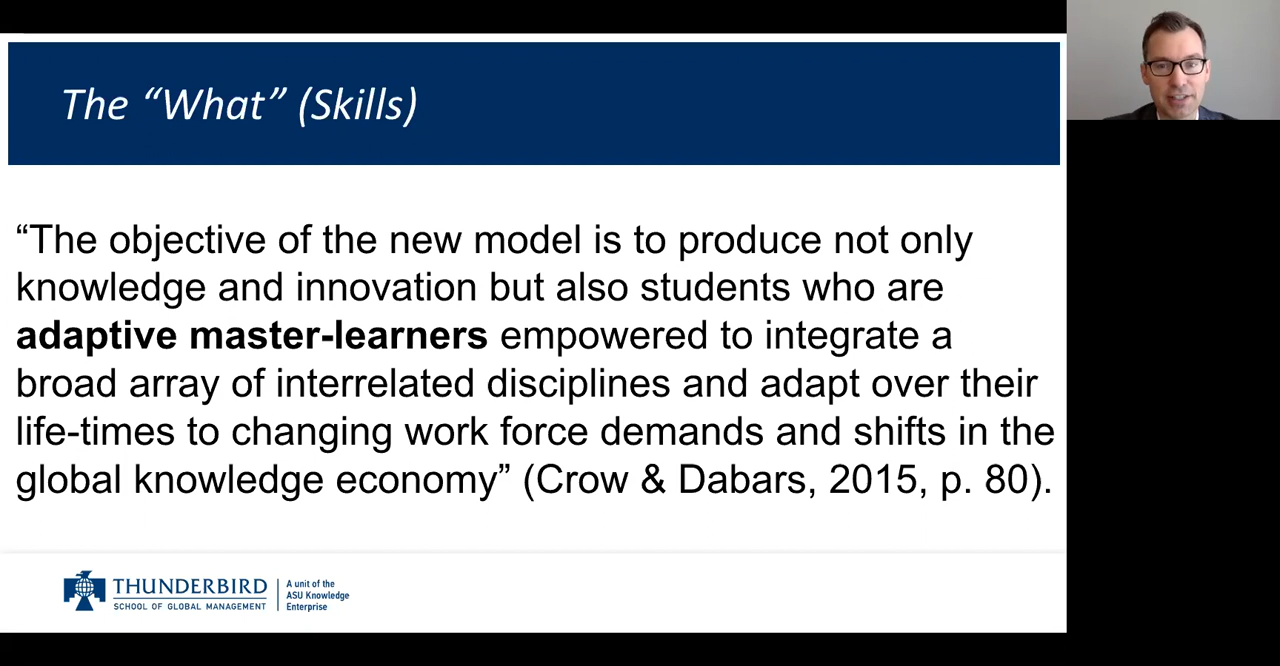 The “What” (Skills)
“The objective of the new model is to produce not only
knowledge and innovation but also students who are
adaptive master-learners empowered to integrate a
broad array of interrelated disciplines and adapt over their
life-times to changing work force demands and shifts in the
global knowledge economy” (Crow & Dabars, 2015, p. 80).
THUNDERBIRD
SCHOOL OF GLOBAL MANAGEMENT
A unit of the
ASU Knowledge
Enterprise